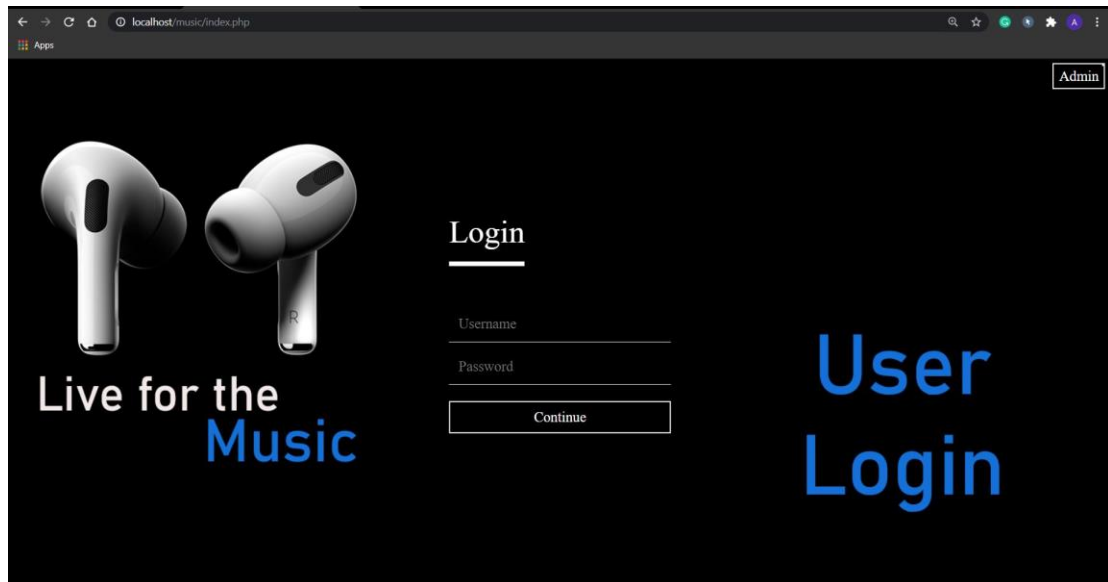 localhost/music/index.php
A
Apps
Admin
Login
Username
Password
Continue
R
Live for the
Music
User
Login